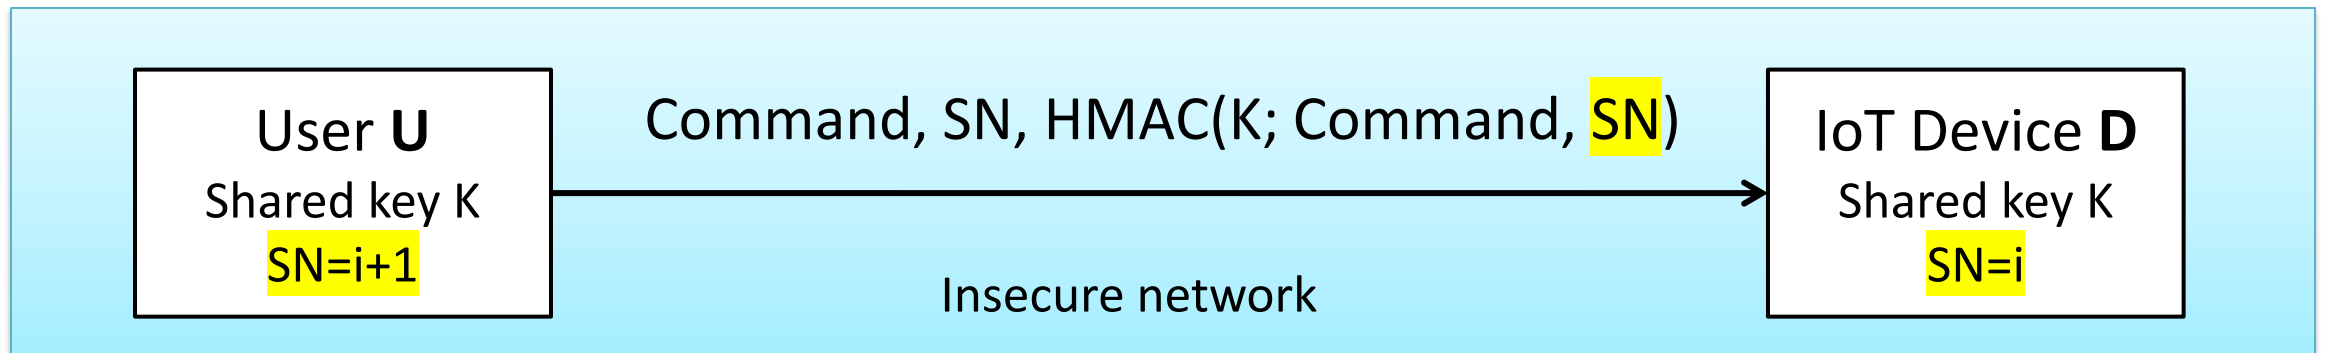 User U
Shared key K
SN=i+1
Command, SN, HMAC(K; Command, SN)
Insecure network
IoT Device D
Shared key K
SN=i